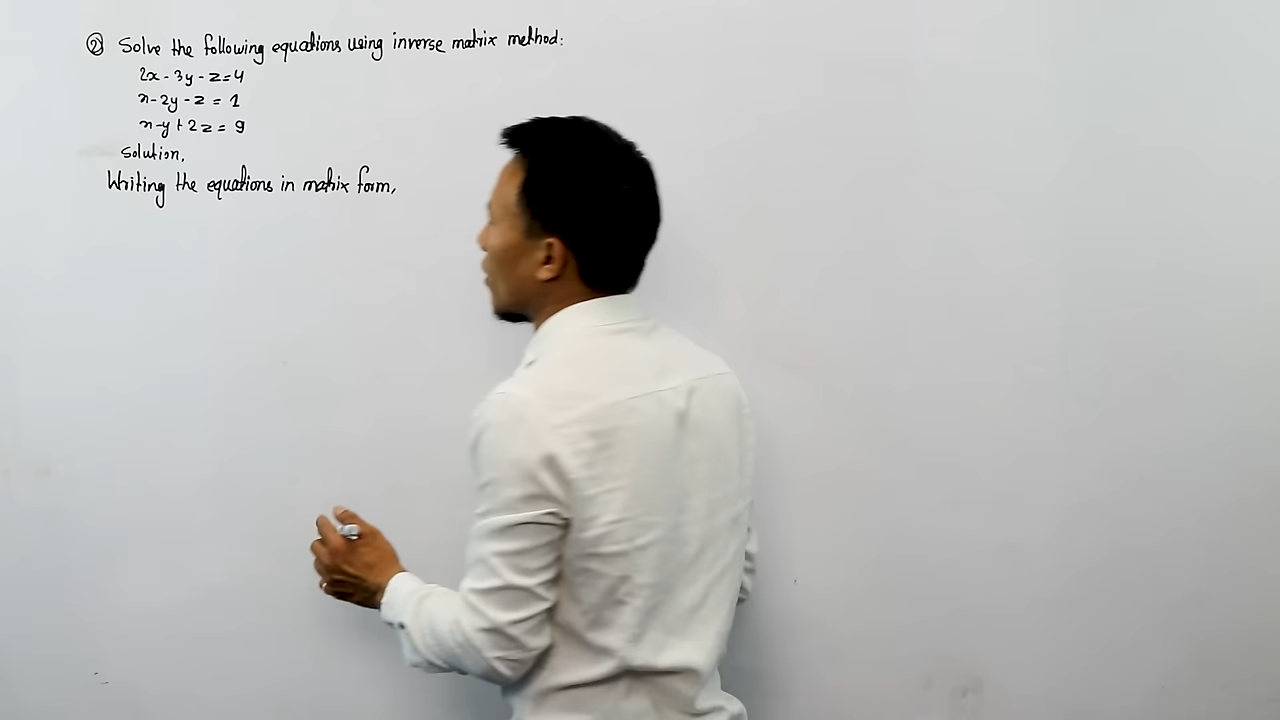 ② Solve the following equations using inverse matrix method:
2x - 3y - z = 4
x - 2y - z = 1
x - y + 2z = 9
Solution,
Writing the equations in matrix form,